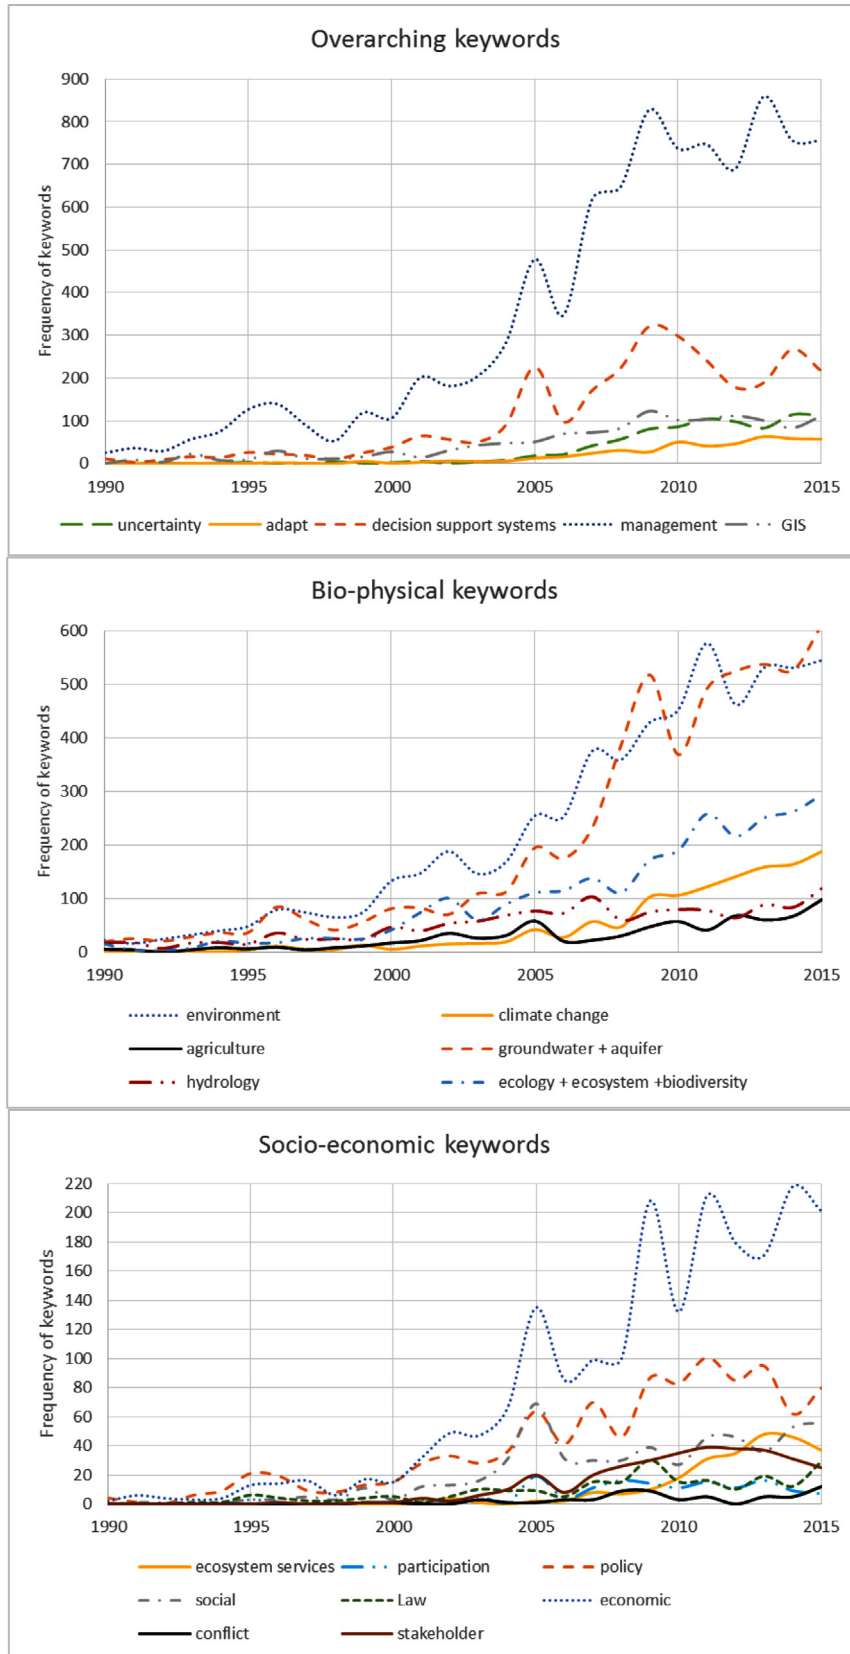 Overarching keywords
Frequency of keywords
900
800
700
600
500
400
300
200
100
0
1990 1995 2000 2005 2010 2015
uncertainty adapt decision support systems management GIS
Bio-physical keywords
Frequency of keywords
600
500
400
300
200
100
0
1990 1995 2000 2005 2010 2015
environment climate change
agriculture groundwater + aquifer
hydrology ecology + ecosystem +biodiversity
Socio-economic keywords
Frequency of keywords
220
200
180
160
140
120
100
80
60
40
20
0
1990 1995 2000 2005 2010 2015
ecosystem services participation policy
social Law economic
conflict stakeholder